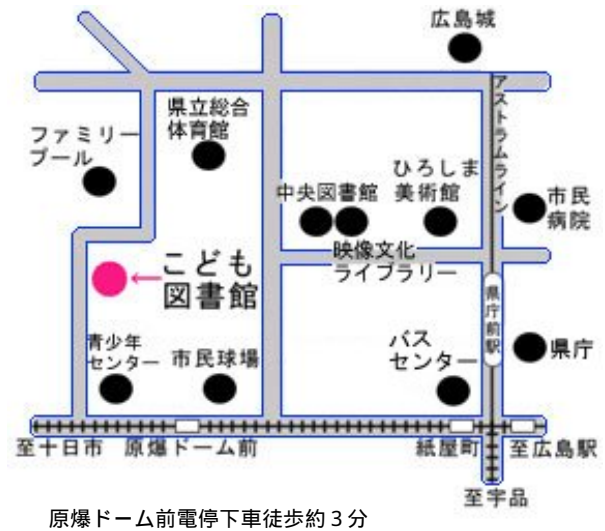 広島城
県立総合
体育館
ファミリー
プール
中央図書館
ひろしま
美術館
アストラムライン
市民
病院
映像文化
ライブラリー
←こども
図書館
県庁前駅
青少年
センター
市民球場
バス
センター
県庁
至十日市
原爆ドーム前
紙屋町
至広島駅
至宇品
原爆ドーム前電停下車徒歩約3分